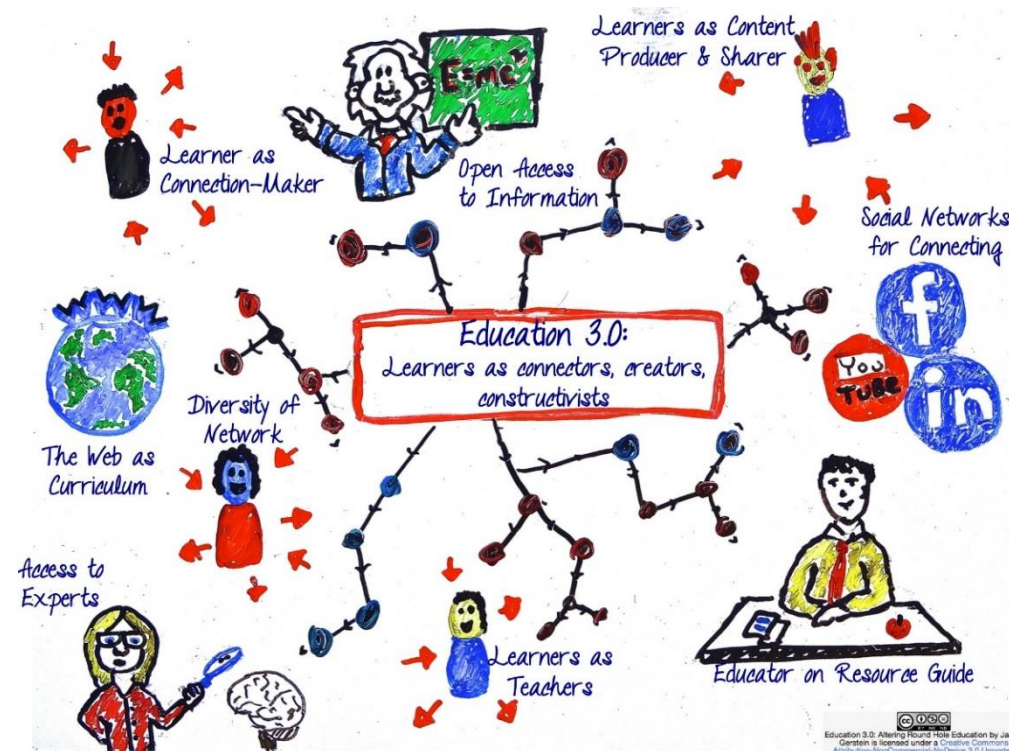 Learners as Content
Producer & Sharer
E=mc²
Learner as
Connection-Maker
Open Access
to Information
Social Networks
for Connecting
f
You
Tube
in
Education 3.0:
Learners as connectors, creators,
constructivists
Diversity of
Network
The Web as
Curriculum
Access to
Experts
Learners as
Teachers
Educator on Resource Guide
Education 3.0: Altering Round Hole Education by Ja
Gerstein is licensed under a Creative Commons